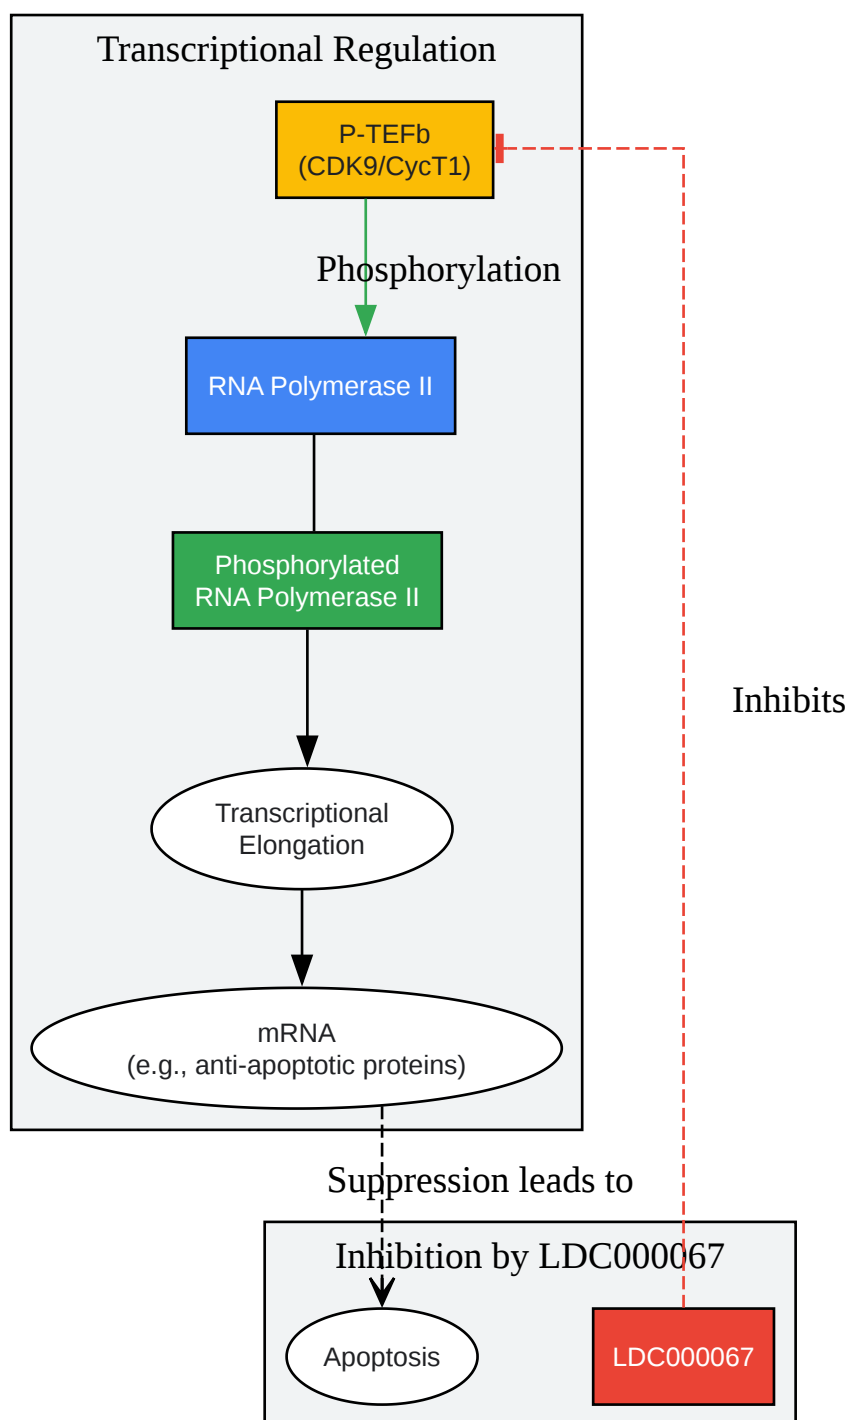 Transcriptional Regulation
P-TEFb
(CDK9/CycT1)
Phosphorylation
RNA Polymerase II
Phosphorylated
RNA Polymerase II
Inhibits
Transcriptional
Elongation
mRNA
(e.g., anti-apoptotic proteins)
Suppression leads to
Inhibition by LDC000067
Apoptosis
LDC000067